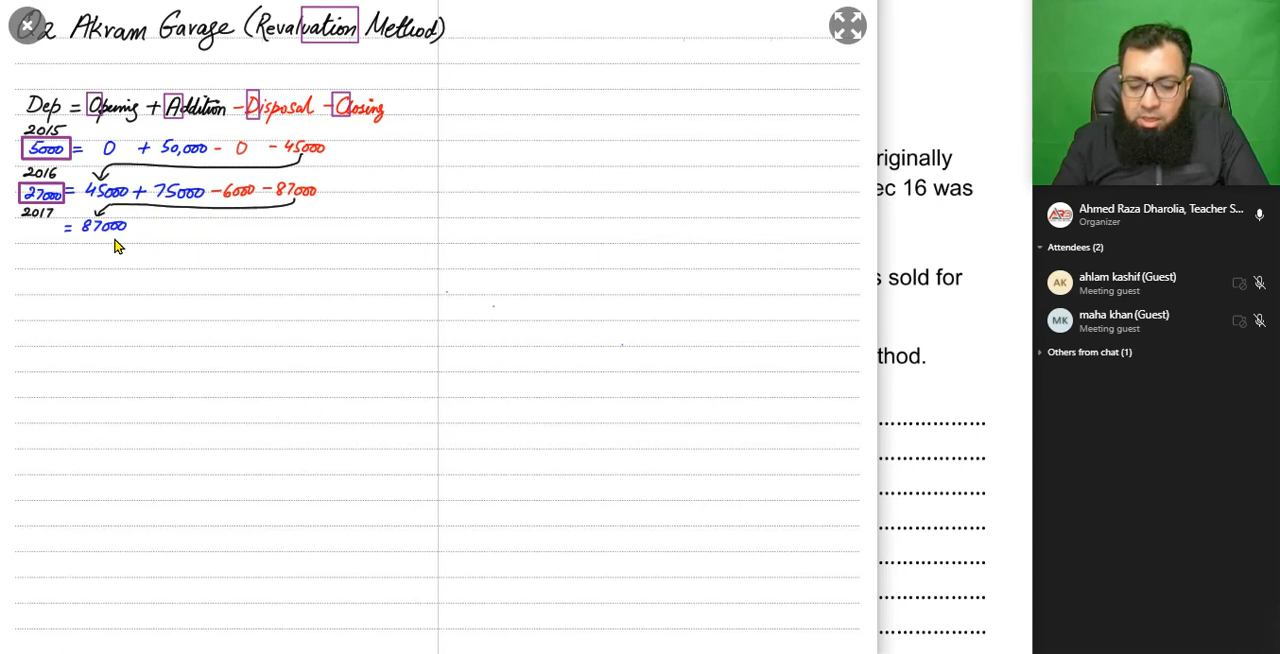 Q2 Akram Garage (Revaluation Method)
Dep = Opening + Addition - Disposal - Closing
2015
5000 = 0 + 50,000 - 0 - 45000
2016
27000 = 45000 + 75000 - 6000 - 87000
2017
= 87000
riginally
ec 16 was
s sold for
thod.
Ahmed Raza Dharolia, Teacher S...
Organizer
Attendees (2)
AK
ahlam kashif (Guest)
Meeting guest
MK
maha khan (Guest)
Meeting guest
Others from chat (1)